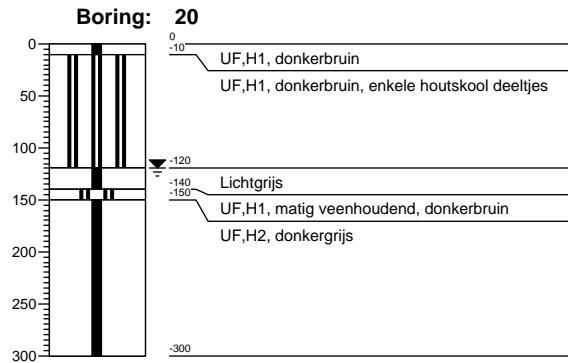 Boring: 20
0
0
-10
UF,H1, donkerbruin
50
UF,H1, donkerbruin, enkele houtskool deeltjes
100
-120
-140
Lichtgrijs
150
-150
UF,H1, matig veenhoudend, donkerbruin
200
UF,H2, donkergrijs
250
300
-300